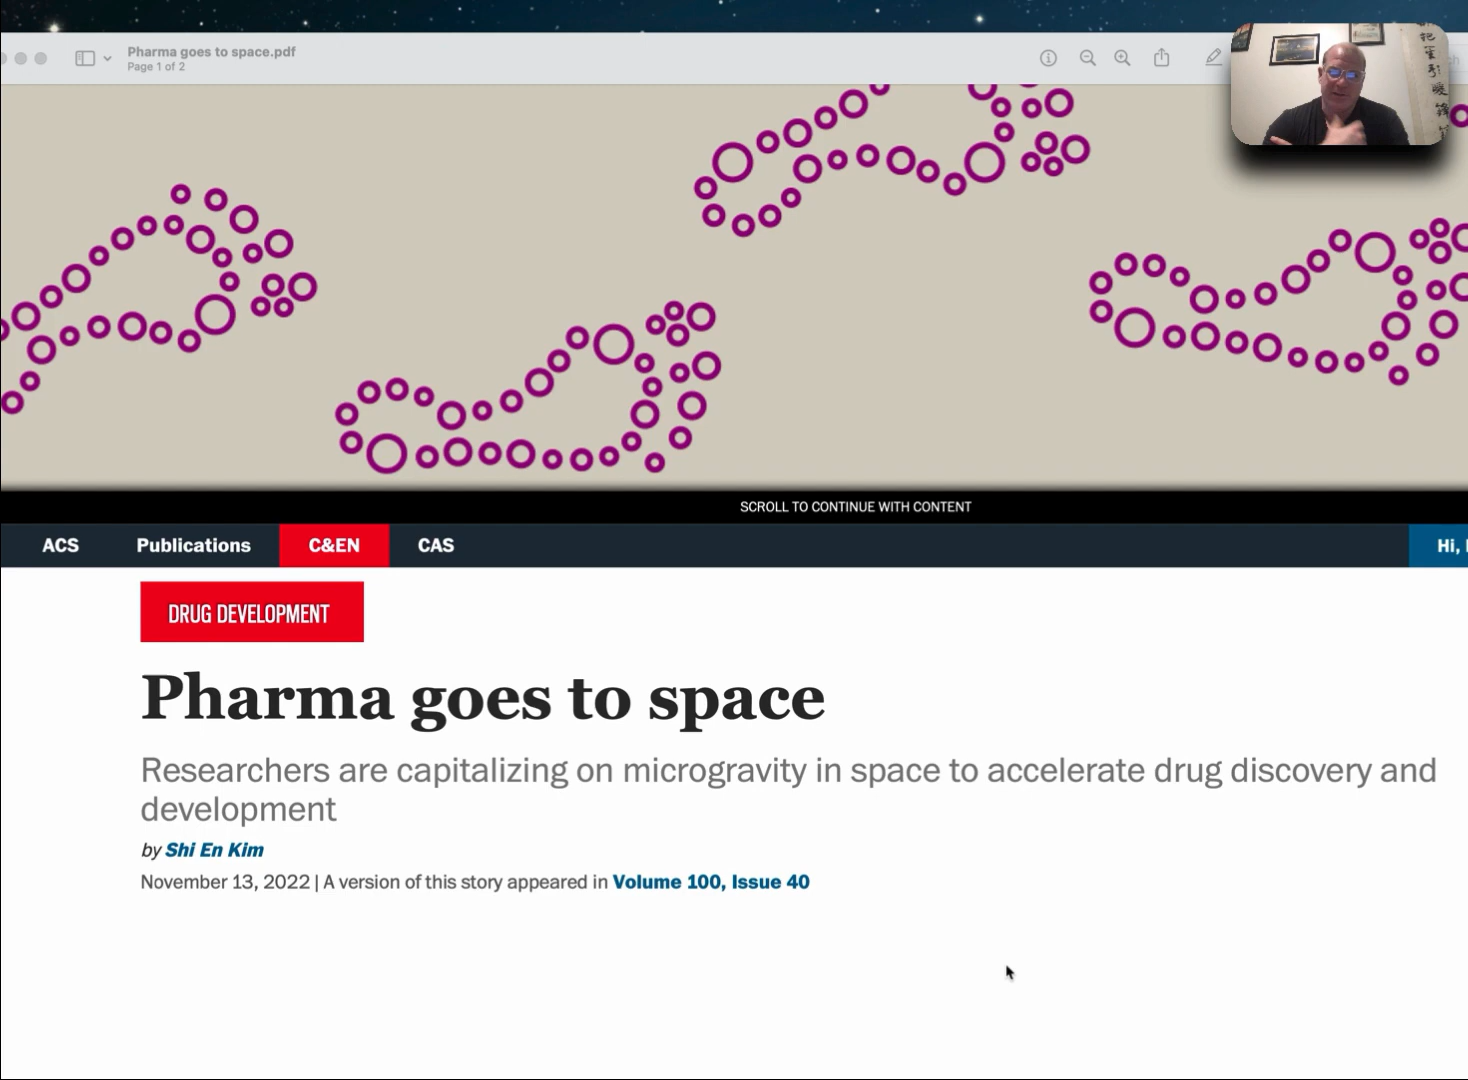 Pharma goes to space.pdf
Page 1 of 2
SCROLL TO CONTINUE WITH CONTENT
ACS Publications C&EN CAS Hi,
DRUG DEVELOPMENT
Pharma goes to space
Researchers are capitalizing on microgravity in space to accelerate drug discovery and
development
by Shi En Kim
November 13, 2022 | A version of this story appeared in Volume 100, Issue 40